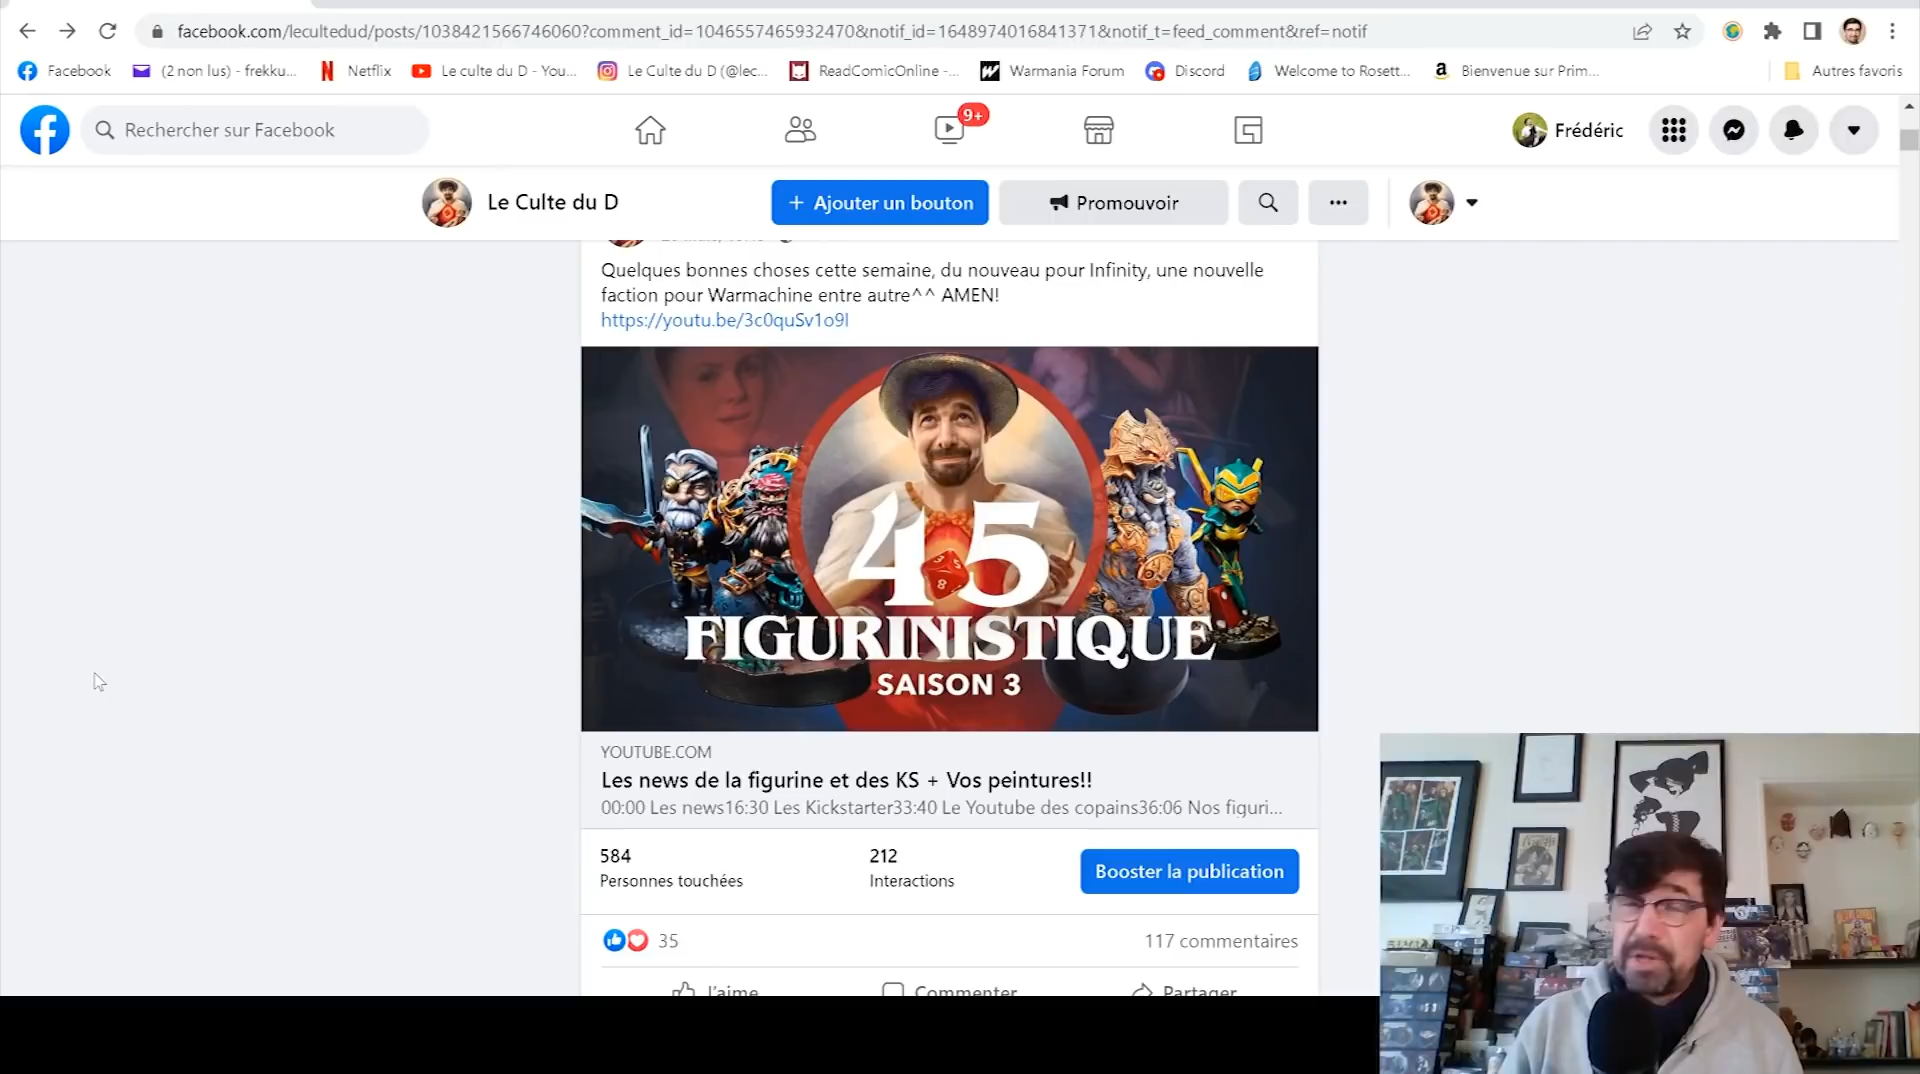 facebook.com/lecultedud/posts/1038421566746060?comment_id=1046557465932470&notif_id=1648974016841371&notif_t=feed_comment&ref=notif
Facebook
(2 non lus) - frekku...
Netflix
Le culte du D - You...
Le Culte du D (@lec...
ReadComicOnline -...
Warmania Forum
Discord
Welcome to Rosett...
Bienvenue sur Prim...
Autres favoris
Rechercher sur Facebook
9+
Frédéric
Le Culte du D
+ Ajouter un bouton
Promouvoir
Quelques bonnes choses cette semaine, du nouveau pour Infinity, une nouvelle
faction pour Warmachine entre autre^^ AMEN!
https://youtu.be/3c0quSv1o9I
45
FIGURINISTIQUE
SAISON 3
YOUTUBE.COM
Les news de la figurine et des KS + Vos peintures!!
00:00 Les news16:30 Les Kickstarter33:40 Le Youtube des copains36:06 Nos figuri...
584
Personnes touchées
212
Interactions
Booster la publication
35
117 commentaires
J'aime
Commenter
Partager